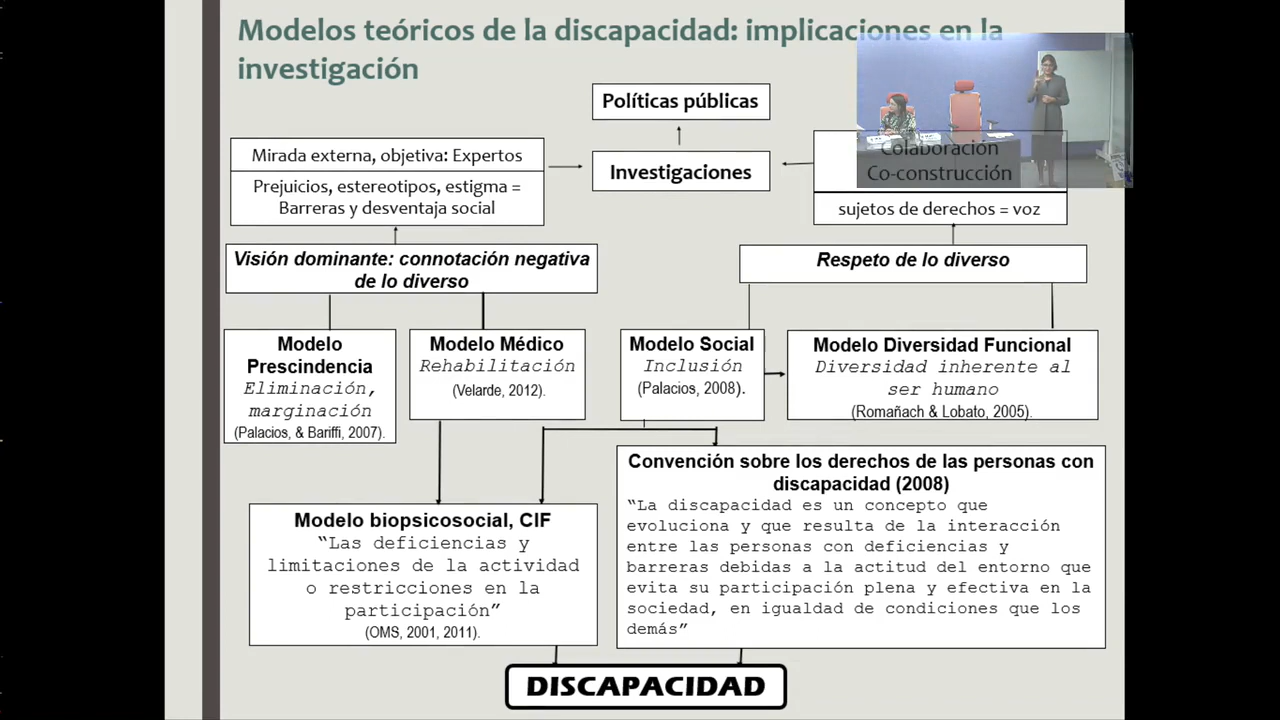 Modelos teóricos de la discapacidad: implicaciones en la
investigación
Políticas públicas
Investigaciones
Mirada externa, objetiva: Expertos
Prejuicios, estereotipos, estigma =
Barreras y desventaja social
Colaboración
Co-construcción
sujetos de derechos = voz
Visión dominante: connotación negativa
de lo diverso
Respeto de lo diverso
Modelo
Prescindencia
Eliminación,
marginación
(Palacios, & Bariffi, 2007).
Modelo Médico
Rehabilitación
(Velarde, 2012).
Modelo Social
Inclusión
(Palacios, 2008).
Modelo Diversidad Funcional
Diversidad inherente al
ser humano
(Romañach & Lobato, 2005).
Modelo biopsicosocial, CIF
“Las deficiencias y
limitaciones de la actividad
o restricciones en la
participación”
(OMS, 2001, 2011).
Convención sobre los derechos de las personas con
discapacidad (2008)
“La discapacidad es un concepto que
evoluciona y que resulta de la interacción
entre las personas con deficiencias y
barreras debidas a la actitud del entorno que
evita su participación plena y efectiva en la
sociedad, en igualdad de condiciones que los
demás”
DISCAPACIDAD